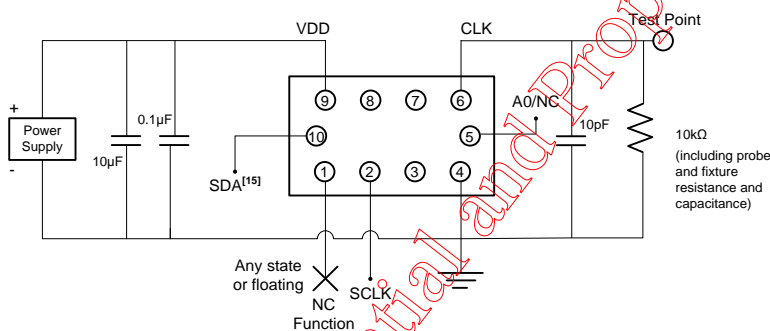 VDD
CLK
Test Point
+
Power
Supply
-
10µF
0.1µF
9
8
7
6
10
5
1
2
3
4
A0/NC
10pF
10kΩ
(including probe
and fixture
resistance and
capacitance)
SDA[15]
Any state
or floating
NC
Function
SCLK
tial and Prop